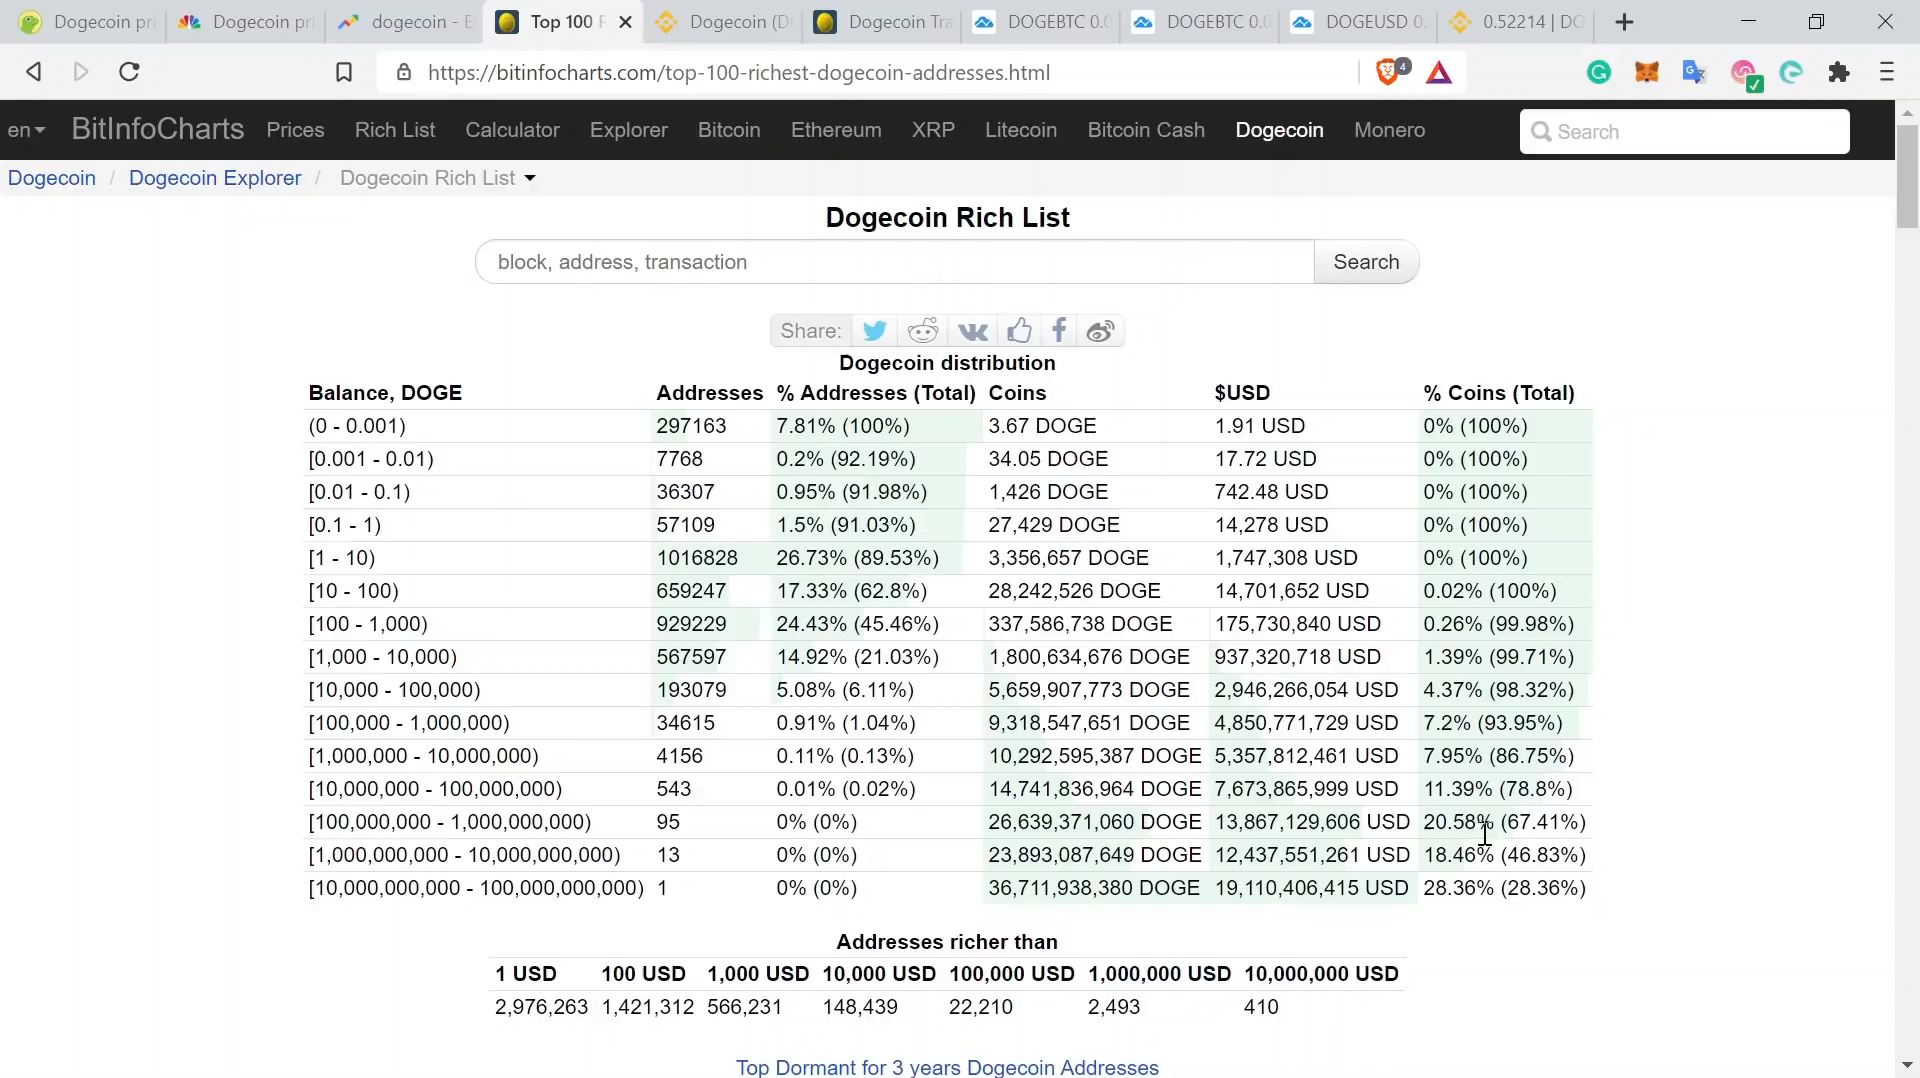 Dogecoin pri
Dogecoin pri
dogecoin - E
Top 100 R
Dogecoin (D
Dogecoin Tra
DOGEBTC 0.0
DOGEBTC 0.0
DOGEUSD 0.
0.52214 | DO
https://bitinfocharts.com/top-100-richest-dogecoin-addresses.html
4
en BitInfoCharts Prices Rich List Calculator Explorer Bitcoin Ethereum XRP Litecoin Bitcoin Cash Dogecoin Monero Search
Dogecoin / Dogecoin Explorer / Dogecoin Rich List
Dogecoin Rich List
block, address, transaction Search
Share:
Dogecoin distribution
Balance, DOGE Addresses % Addresses (Total) Coins $USD % Coins (Total)
(0 - 0.001) 297163 7.81% (100%) 3.67 DOGE 1.91 USD 0% (100%)
[0.001 - 0.01) 7768 0.2% (92.19%) 34.05 DOGE 17.72 USD 0% (100%)
[0.01 - 0.1) 36307 0.95% (91.98%) 1,426 DOGE 742.48 USD 0% (100%)
[0.1 - 1) 57109 1.5% (91.03%) 27,429 DOGE 14,278 USD 0% (100%)
[1 - 10) 1016828 26.73% (89.53%) 3,356,657 DOGE 1,747,308 USD 0% (100%)
[10 - 100) 659247 17.33% (62.8%) 28,242,526 DOGE 14,701,652 USD 0.02% (100%)
[100 - 1,000) 929229 24.43% (45.46%) 337,586,738 DOGE 175,730,840 USD 0.26% (99.98%)
[1,000 - 10,000) 567597 14.92% (21.03%) 1,800,634,676 DOGE 937,320,718 USD 1.39% (99.71%)
[10,000 - 100,000) 193079 5.08% (6.11%) 5,659,907,773 DOGE 2,946,266,054 USD 4.37% (98.32%)
[100,000 - 1,000,000) 34615 0.91% (1.04%) 9,318,547,651 DOGE 4,850,771,729 USD 7.2% (93.95%)
[1,000,000 - 10,000,000) 4156 0.11% (0.13%) 10,292,595,387 DOGE 5,357,812,461 USD 7.95% (86.75%)
[10,000,000 - 100,000,000) 543 0.01% (0.02%) 14,741,836,964 DOGE 7,673,865,999 USD 11.39% (78.8%)
[100,000,000 - 1,000,000,000) 95 0% (0%) 26,639,371,060 DOGE 13,867,129,606 USD 20.58% (67.41%)
[1,000,000,000 - 10,000,000,000) 13 0% (0%) 23,893,087,649 DOGE 12,437,551,261 USD 18.46% (46.83%)
[10,000,000,000 - 100,000,000,000) 1 0% (0%) 36,711,938,380 DOGE 19,110,406,415 USD 28.36% (28.36%)
Addresses richer than
1 USD 100 USD 1,000 USD 10,000 USD 100,000 USD 1,000,000 USD 10,000,000 USD
2,976,263 1,421,312 566,231 148,439 22,210 2,493 410
Top Dormant for 3 years Dogecoin Addresses